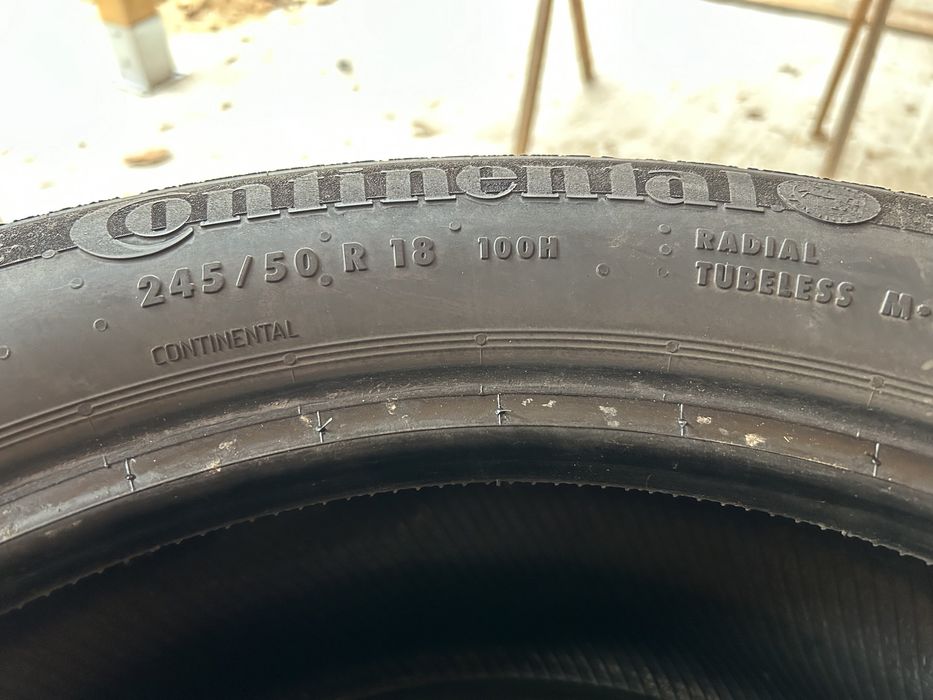 Continental
245/50 R 18 100H
RADIAL
TUBELESS M
CONTINENTAL